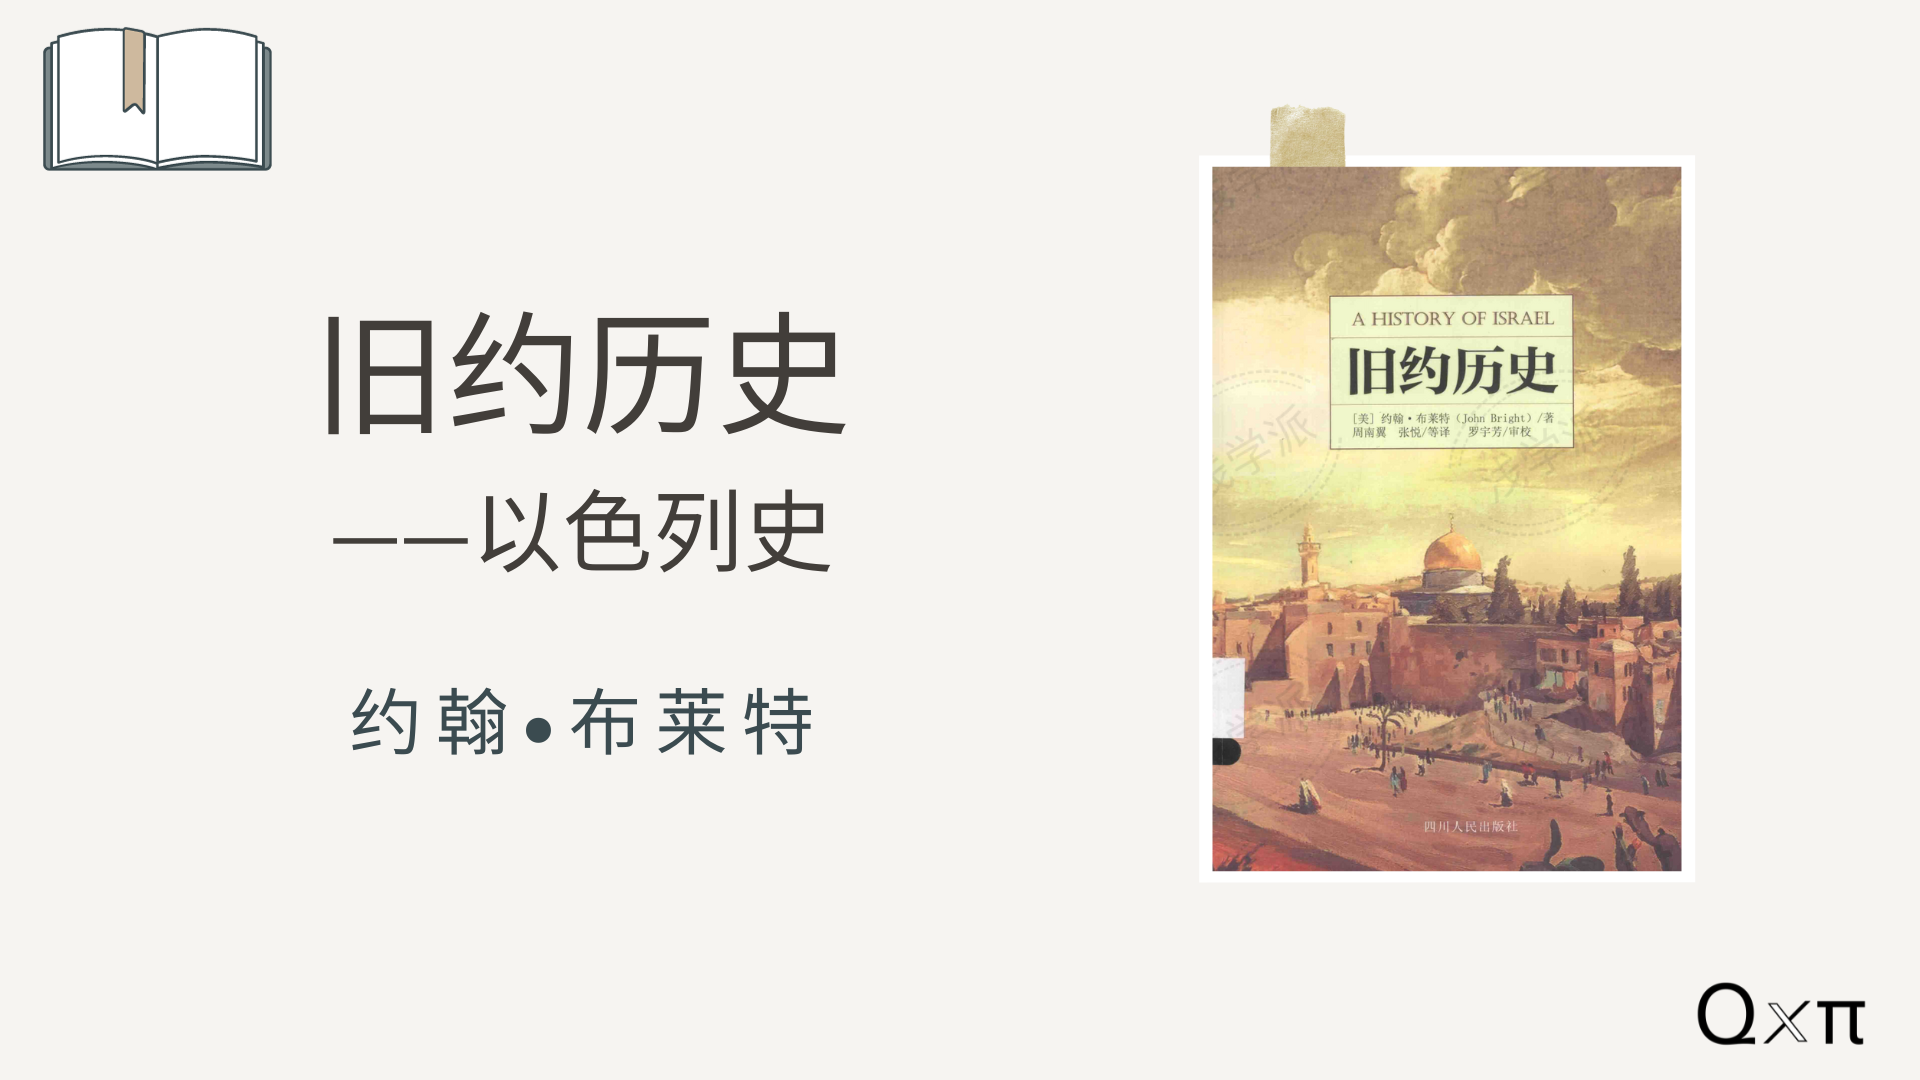 旧约历史
——以色列史
约翰•布莱特
A HISTORY OF ISRAEL
旧约历史
[美] 约翰•布莱特 (John Bright) /著
周南翼 张悦/等译 罗宇芳/审校
四川人民出版社
Qxπ